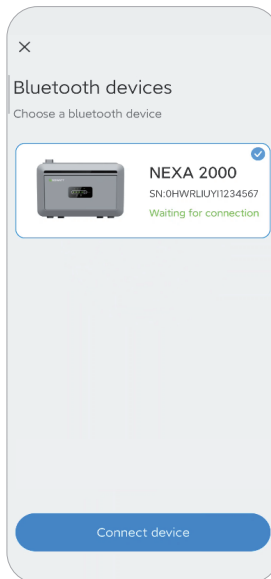 Bluetooth devices
Choose a bluetooth device
NEXA 2000
SN:0HWRLIUYI1234567
Waiting for connection
Connect device